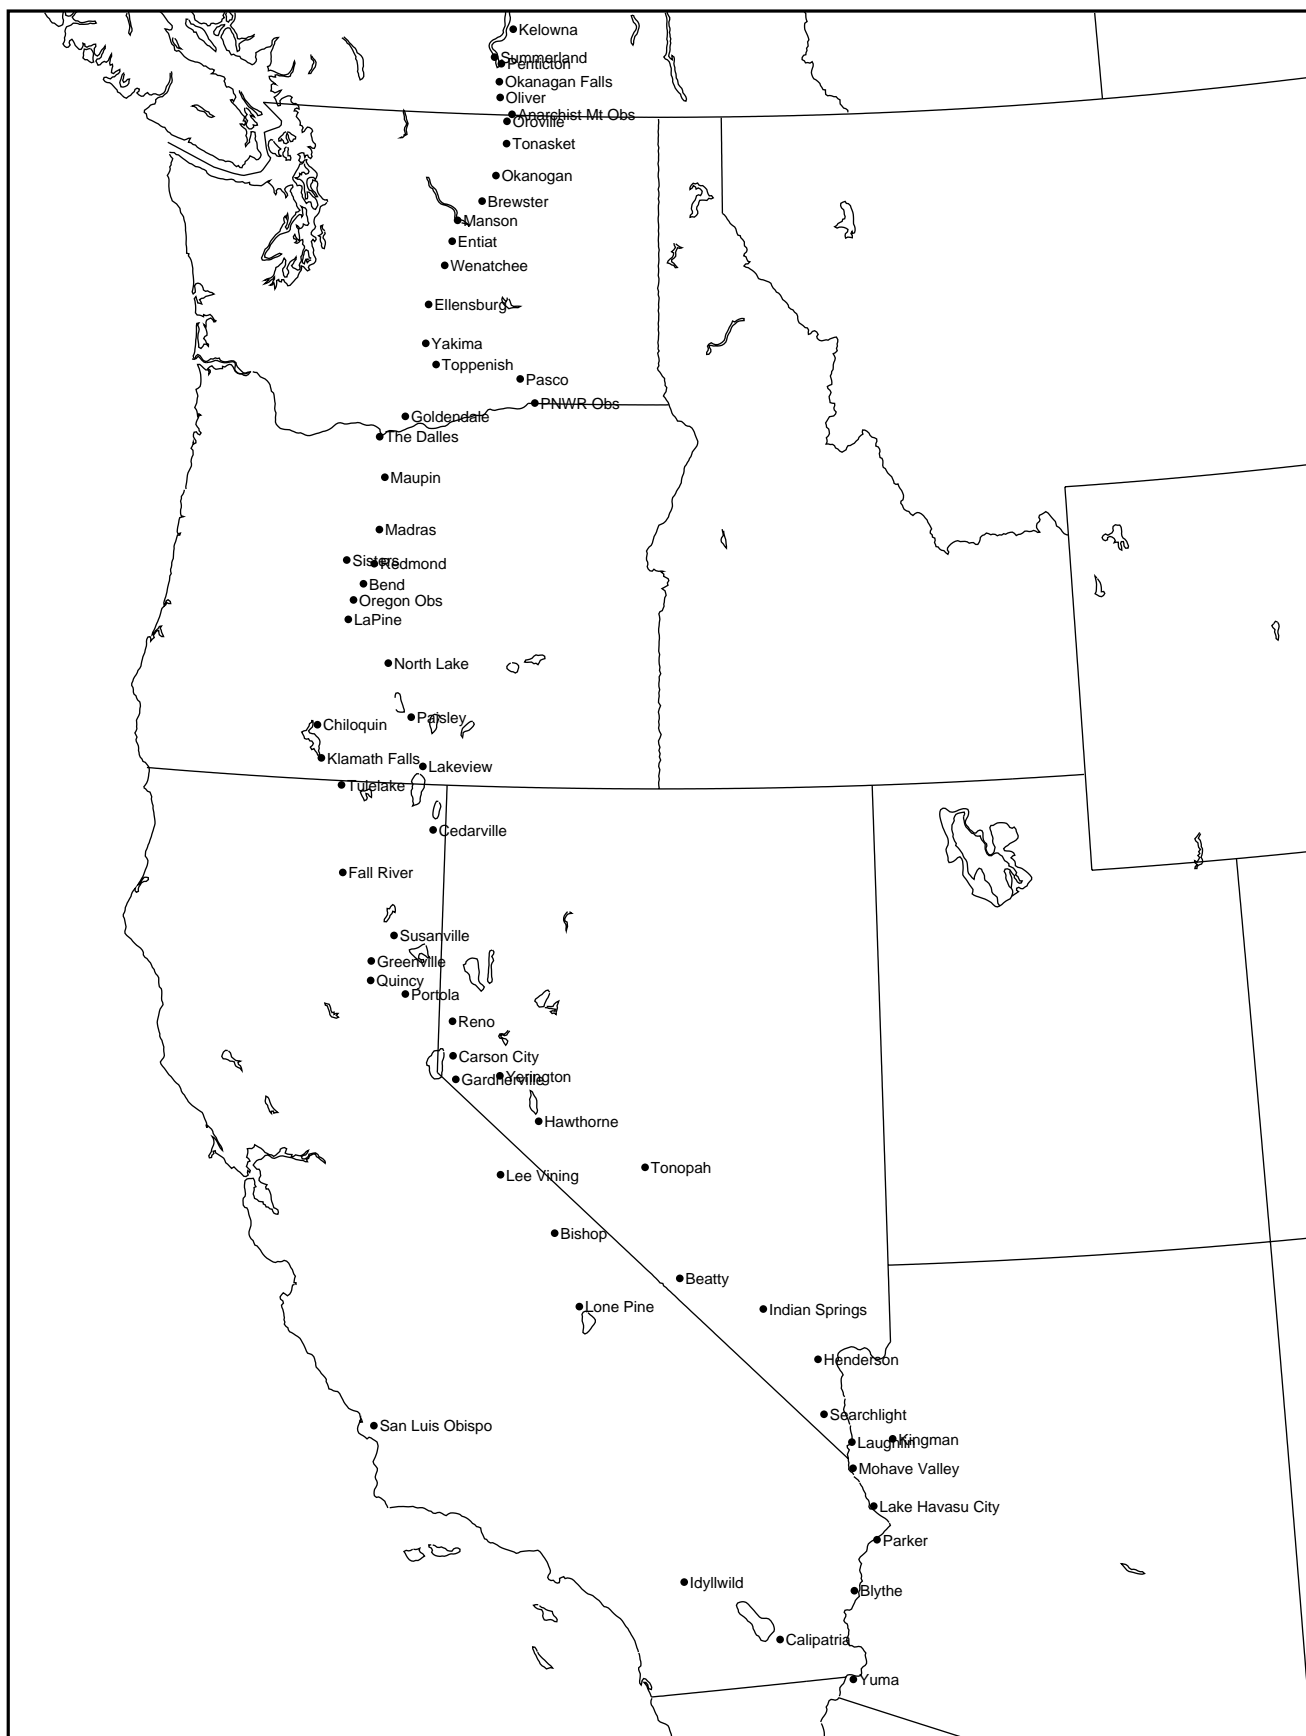 Kelowna
Summerland
Penticton
Okanagan Falls
Oliver
Anarchist Mt Obs
Oroville
Tonasket
Okanogan
Brewster
Manson
Entiat
Wenatchee
Ellensburg
Yakima
Toppenish
Pasco
PNWR Obs
Goldendale
The Dalles
Maupin
Madras
Sisters
Redmond
Bend
Oregon Obs
LaPine
North Lake
Paisley
Chiloquin
Klamath Falls
Lakeview
Tulelake
Cedarville
Fall River
Susanville
Greenville
Quincy
Portola
Reno
Carson City
Yerington
Gardnerville
Hawthorne
Tonopah
Lee Vining
Bishop
Beatty
Lone Pine
Indian Springs
Henderson
Searchlight
San Luis Obispo
Kingman
Laughlin
Mohave Valley
Lake Havasu City
Parker
Idyllwild
Blythe
Calipatria
Yuma